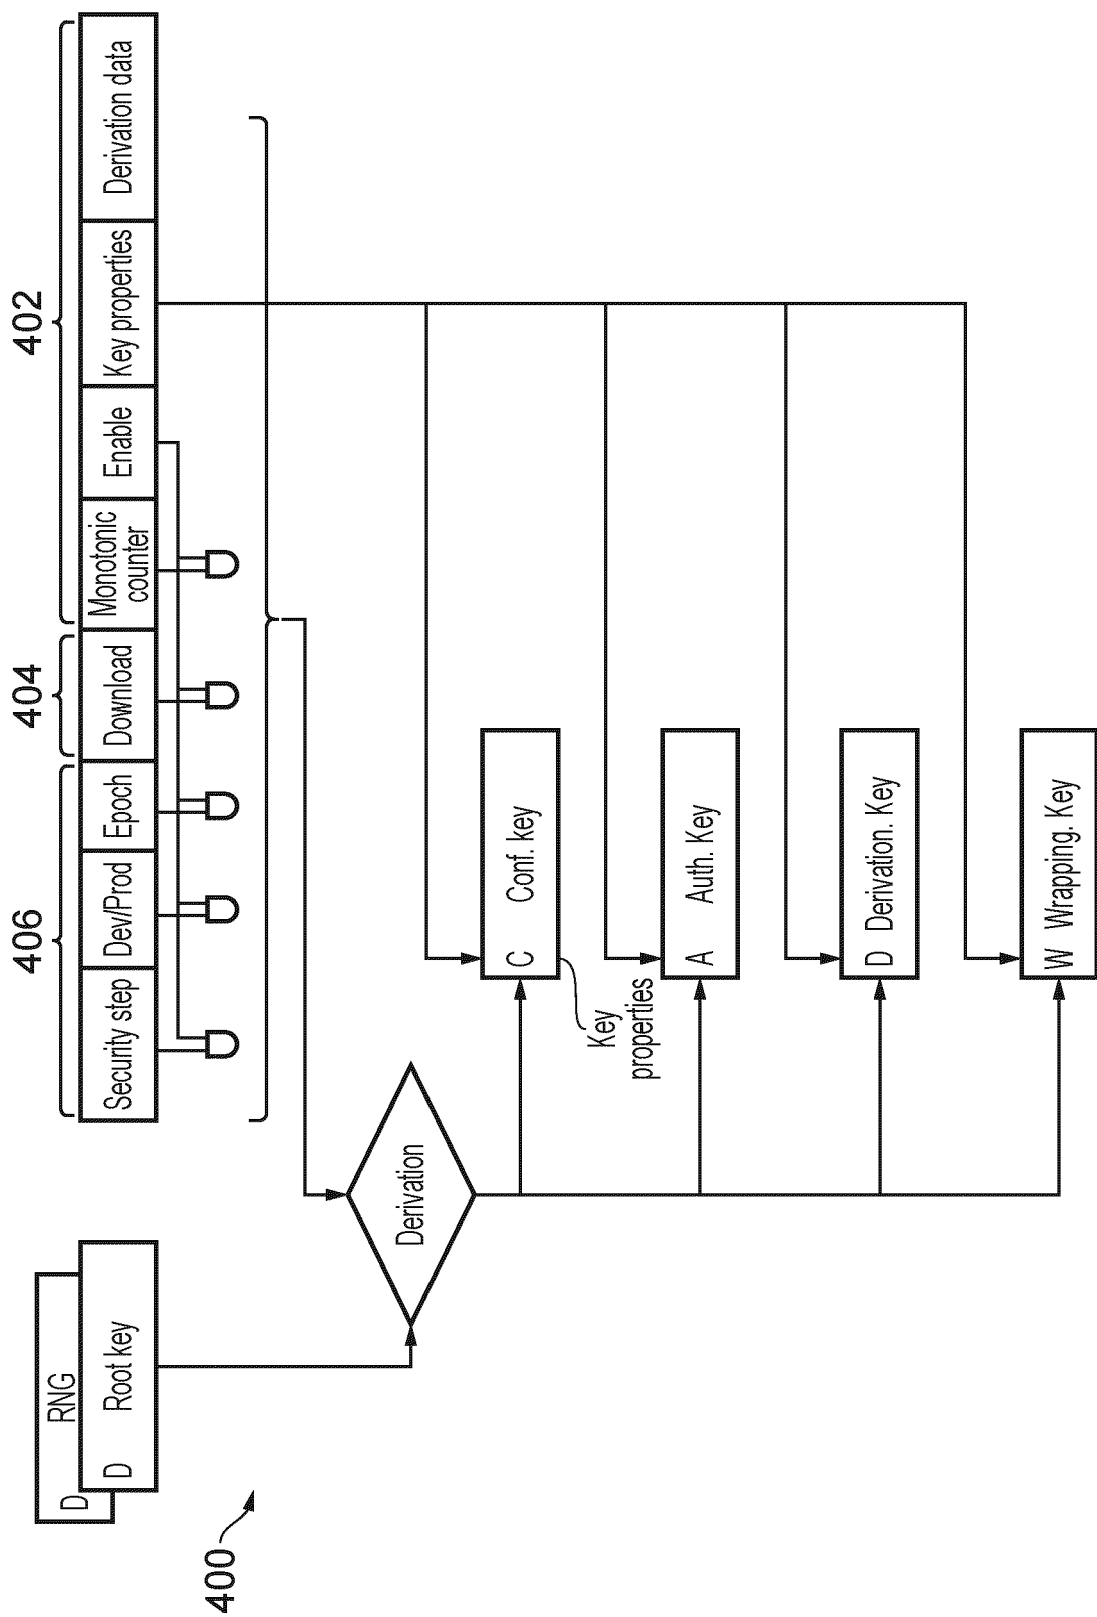 406
404
402
D RNG
D Root key
Security step
Dev/Prod
Epoch
Download
Monotonic
counter
Enable
Key properties
Derivation data
400
Derivation
C Conf. key
Key
properties
A Auth. Key
D Derivation. Key
W Wrapping. Key